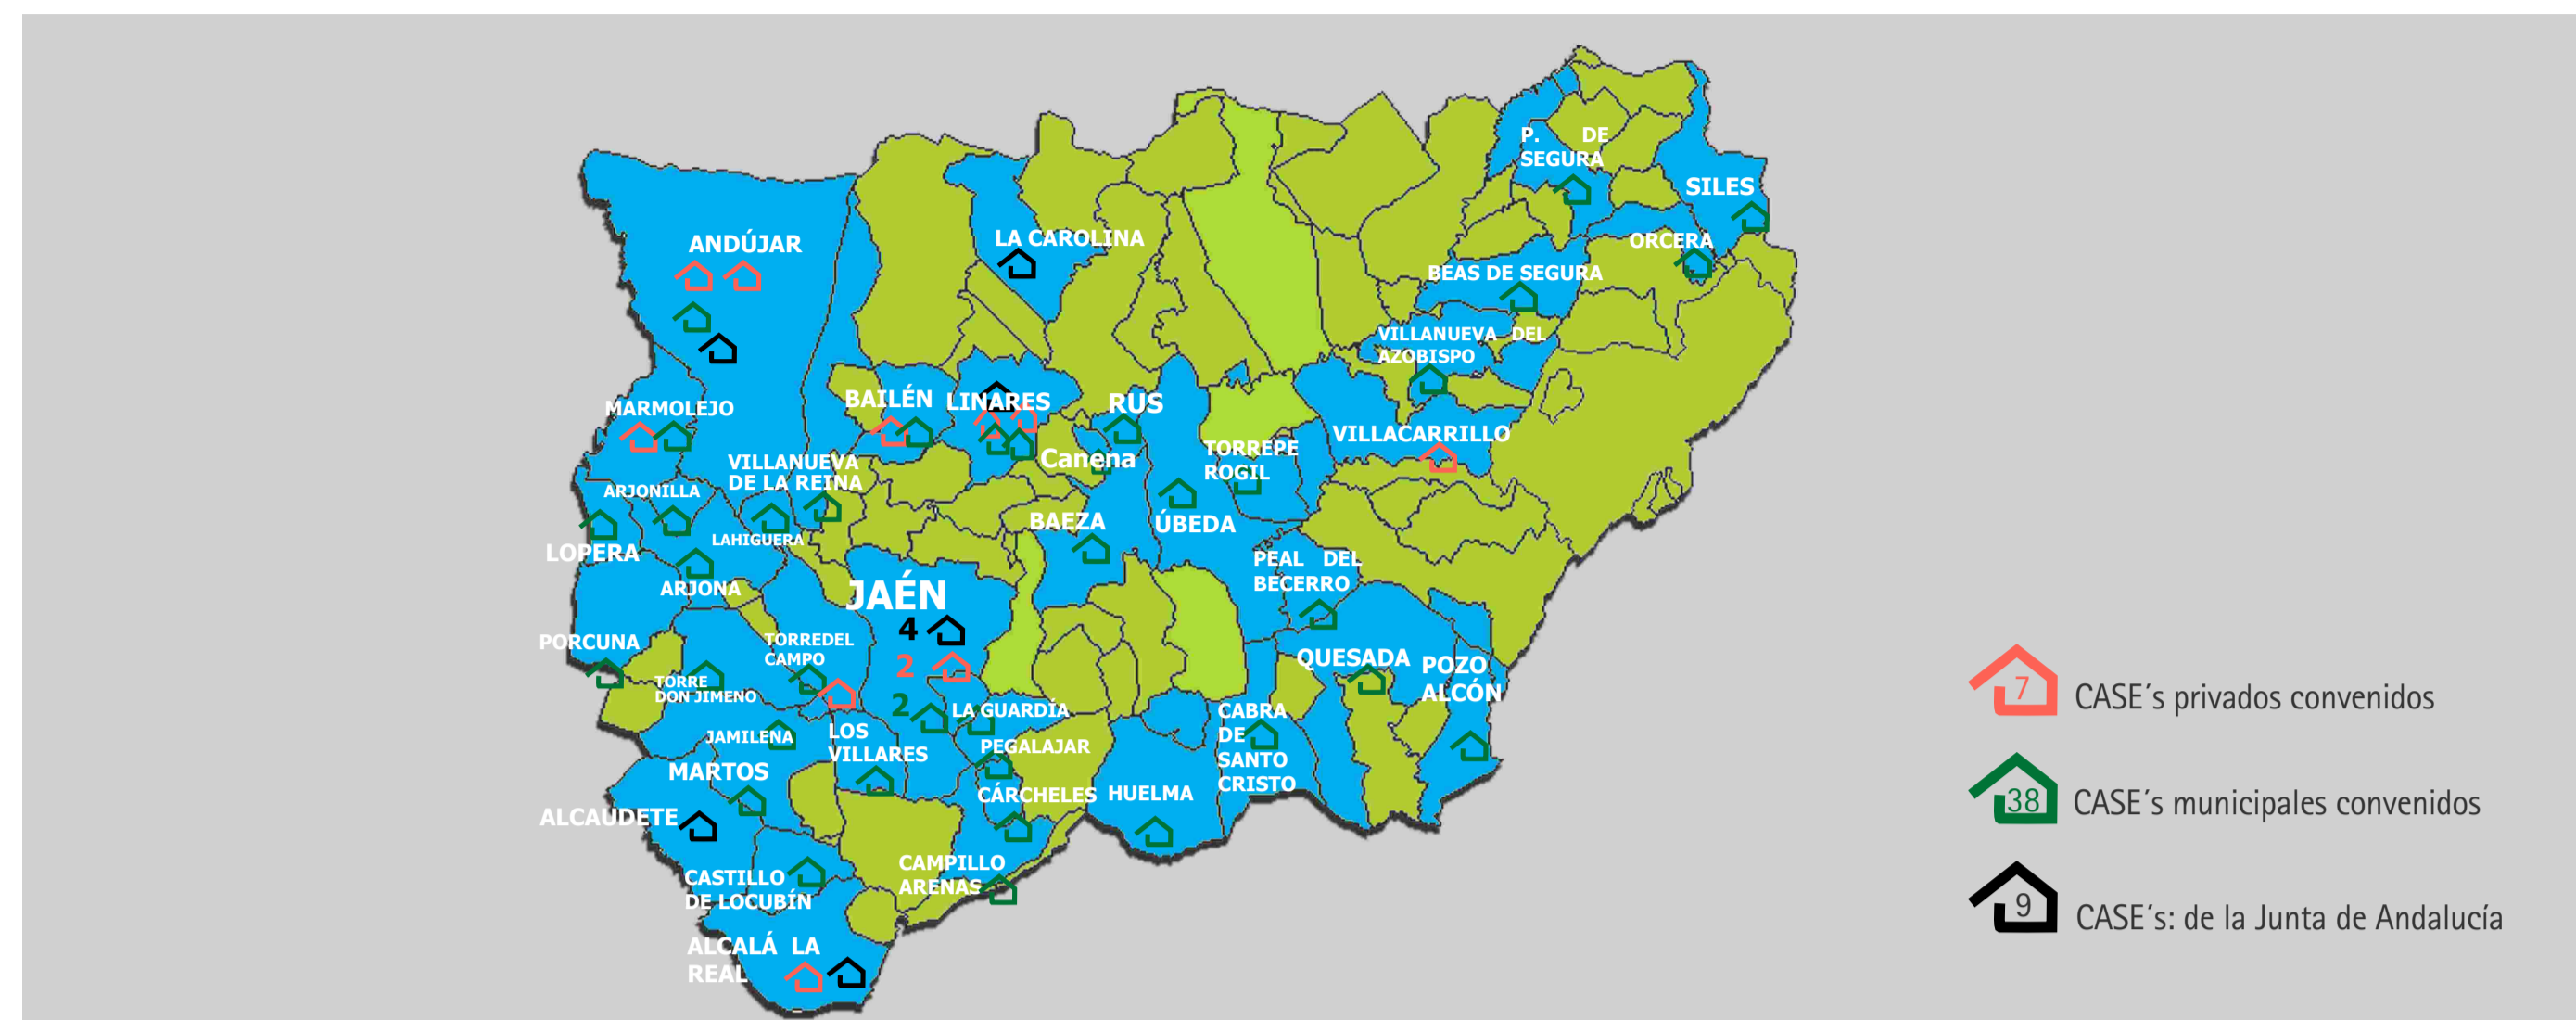 P. DE
SEGURA
SILES
ANDÚJAR
LA CAROLINA
ORCERA
BEAS DE SEGURA
VILLANUEVA DEL
AZOBISPO
MARMOLEJO
BAILÉN
LINARES
RUS
VILLACARRILLO
TORREPE
ROGIL
Canena
VILLANUEVA
DE LA REINA
ARJONILLA
BAEZA
ÚBEDA
LAHIGUERA
LOPERA
PEAL DEL
BECERRO
ARJONA
JAÉN
4
2
2
PORCUNA
TORREDEL
CAMPO
QUESADA
POZO
ALCÓN
TORRE
DON JIMENO
LA GUARDÍA
CABRA
DE
SANTO
CRISTO
JAMILENA
LOS
VILLARES
PEGALAJAR
MARTOS
CÁRCHELES
HUELMA
ALCAUDETE
CAMPILLO
ARENAS
CASTILLO
DE LOCUBÍN
ALCALÁ LA
REAL
7 CASE´s privados convenidos
38 CASE´s municipales convenidos
9 CASE´s: de la Junta de Andalucía